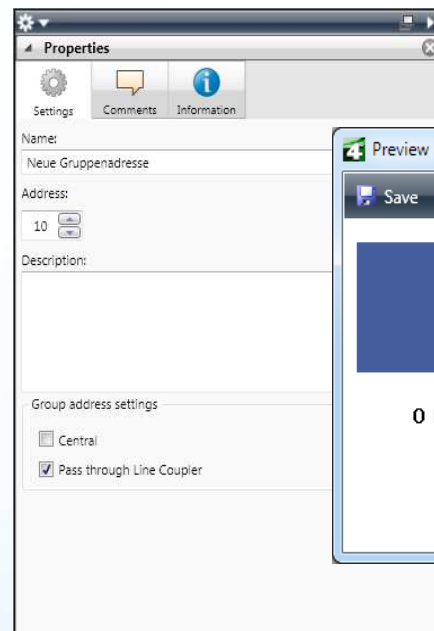 Properties
Settings Comments Information
Name:
Neue Gruppenadresse
Address:
10
Description:
Group address settings
Central
Pass through Line Coupler
4 Preview
Save
0